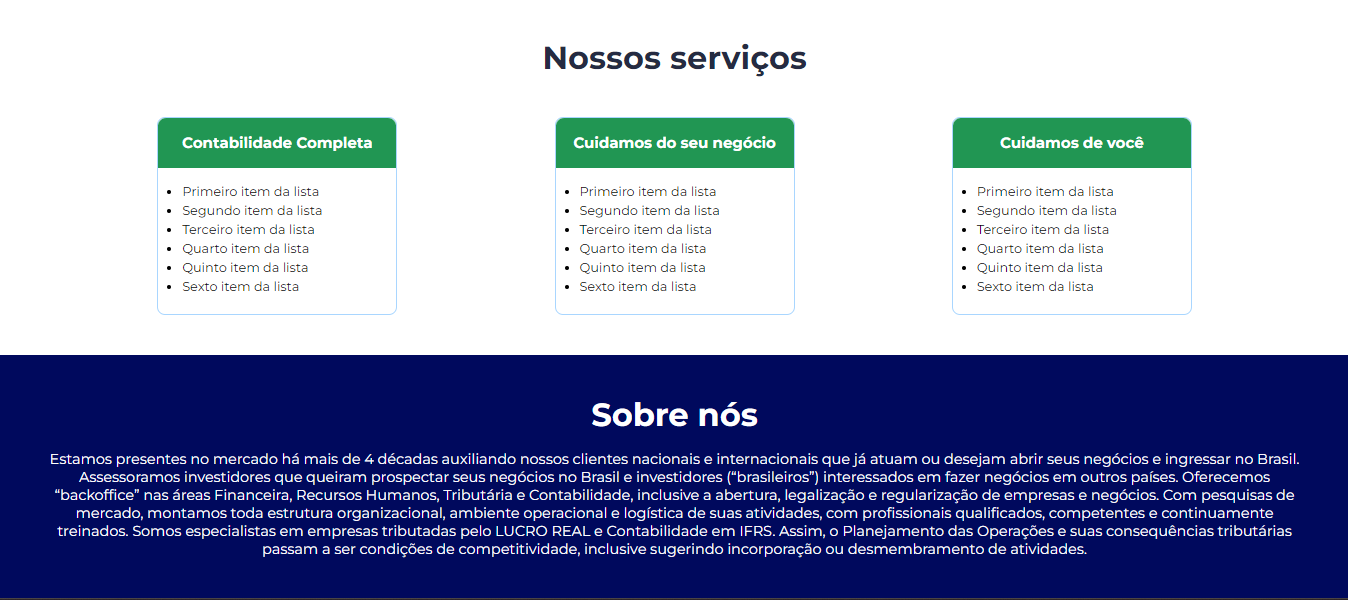 Nossos serviços
Contabilidade Completa
Primeiro item da lista
Segundo item da lista
Terceiro item da lista
Quarto item da lista
Quinto item da lista
Sexto item da lista
Cuidamos do seu negócio
Primeiro item da lista
Segundo item da lista
Terceiro item da lista
Quarto item da lista
Quinto item da lista
Sexto item da lista
Cuidamos de você
Primeiro item da lista
Segundo item da lista
Terceiro item da lista
Quarto item da lista
Quinto item da lista
Sexto item da lista
Sobre nós
Estamos presentes no mercado há mais de 4 décadas auxiliando nossos clientes nacionais e internacionais que já atuam ou desejam abrir seus negócios e ingressar no Brasil.
Assessoramos investidores que queiram prospectar seus negócios no Brasil e investidores (“brasileiros”) interessados em fazer negócios em outros países. Oferecemos
“backoffice” nas áreas Financeira, Recursos Humanos, Tributária e Contabilidade, inclusive a abertura, legalização e regularização de empresas e negócios. Com pesquisas de
mercado, montamos toda estrutura organizacional, ambiente operacional e logística de suas atividades, com profissionais qualificados, competentes e continuamente
treinados. Somos especialistas em empresas tributadas pelo LUCRO REAL e Contabilidade em IFRS. Assim, o Planejamento das Operações e suas consequências tributárias
passam a ser condições de competitividade, inclusive sugerindo incorporação ou desmembramento de atividades.